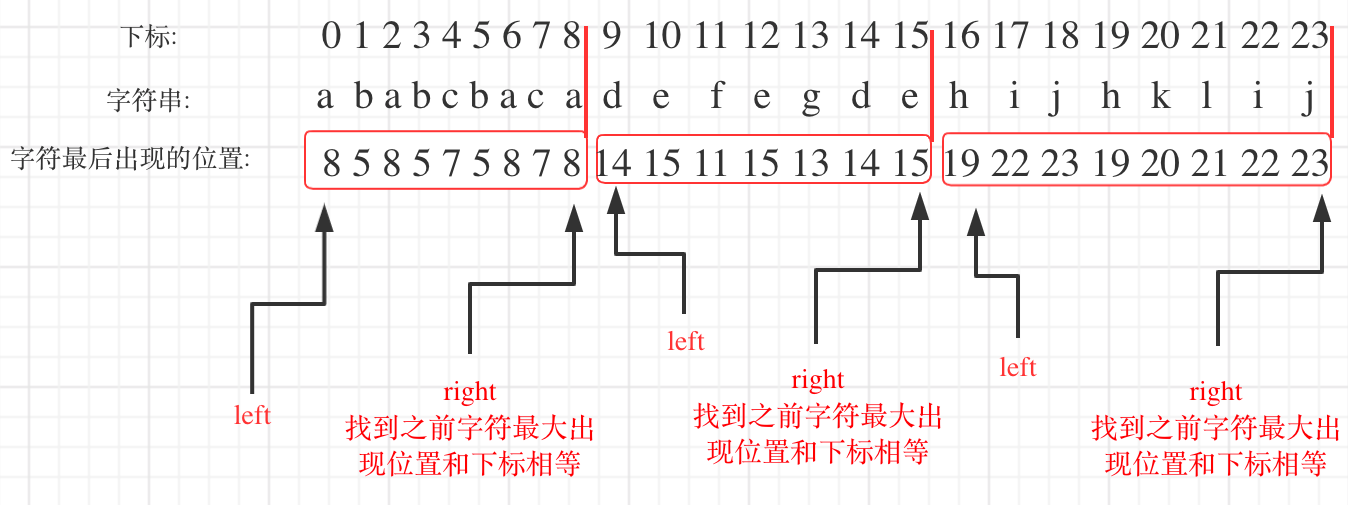 下标: 0 1 2 3 4 5 6 7 8 9 10 11 12 13 14 15 16 17 18 19 20 21 22 23
字符串: a b a b c b a c a d e f e g d e h i j h k l i j
字符最后出现的位置: 8 5 8 5 7 5 8 7 8 14 15 11 15 13 14 15 19 22 23 19 20 21 22 23
left
right
找到之前字符最大出
现位置和下标相等
left
right
找到之前字符最大出
现位置和下标相等
left
right
找到之前字符最大出
现位置和下标相等